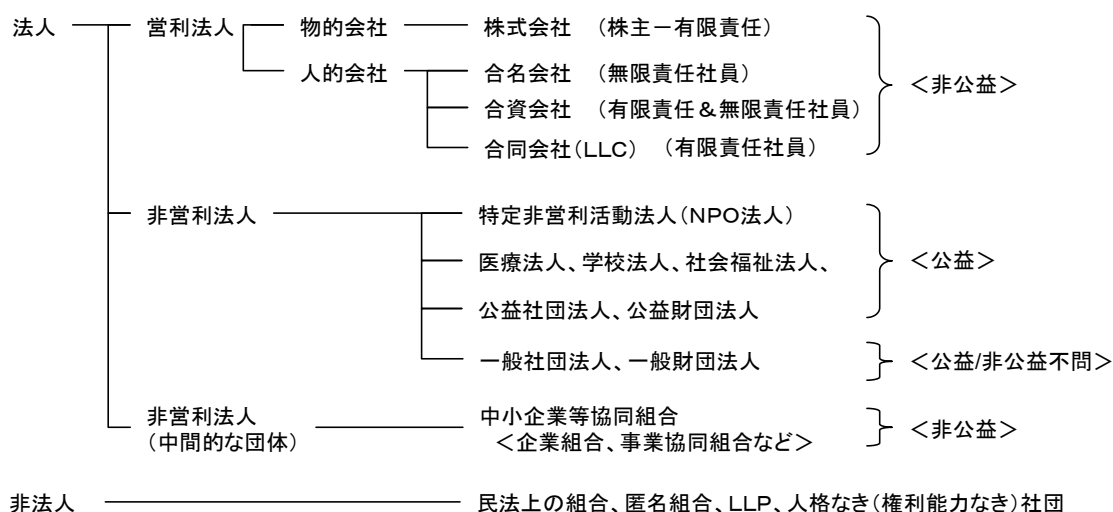 法人 営利法人 物的会社 株式会社 (株主－有限責任)
人的会社 合名会社 (無限責任社員)
<非公益>
合資会社 (有限責任&無限責任社員)
合同会社(LLC) (有限責任社員)
非営利法人 特定非営利活動法人(NPO法人)
医療法人、学校法人、社会福祉法人、 <公益>
公益社団法人、公益財団法人
一般社団法人、一般財団法人 <公益/非公益不問>
非営利法人 中小企業等協同組合
(中間的な団体) <企業組合、事業協同組合など> <非公益>
非法人 民法上の組合、匿名組合、LLP、人格なき(権利能力なき)社団